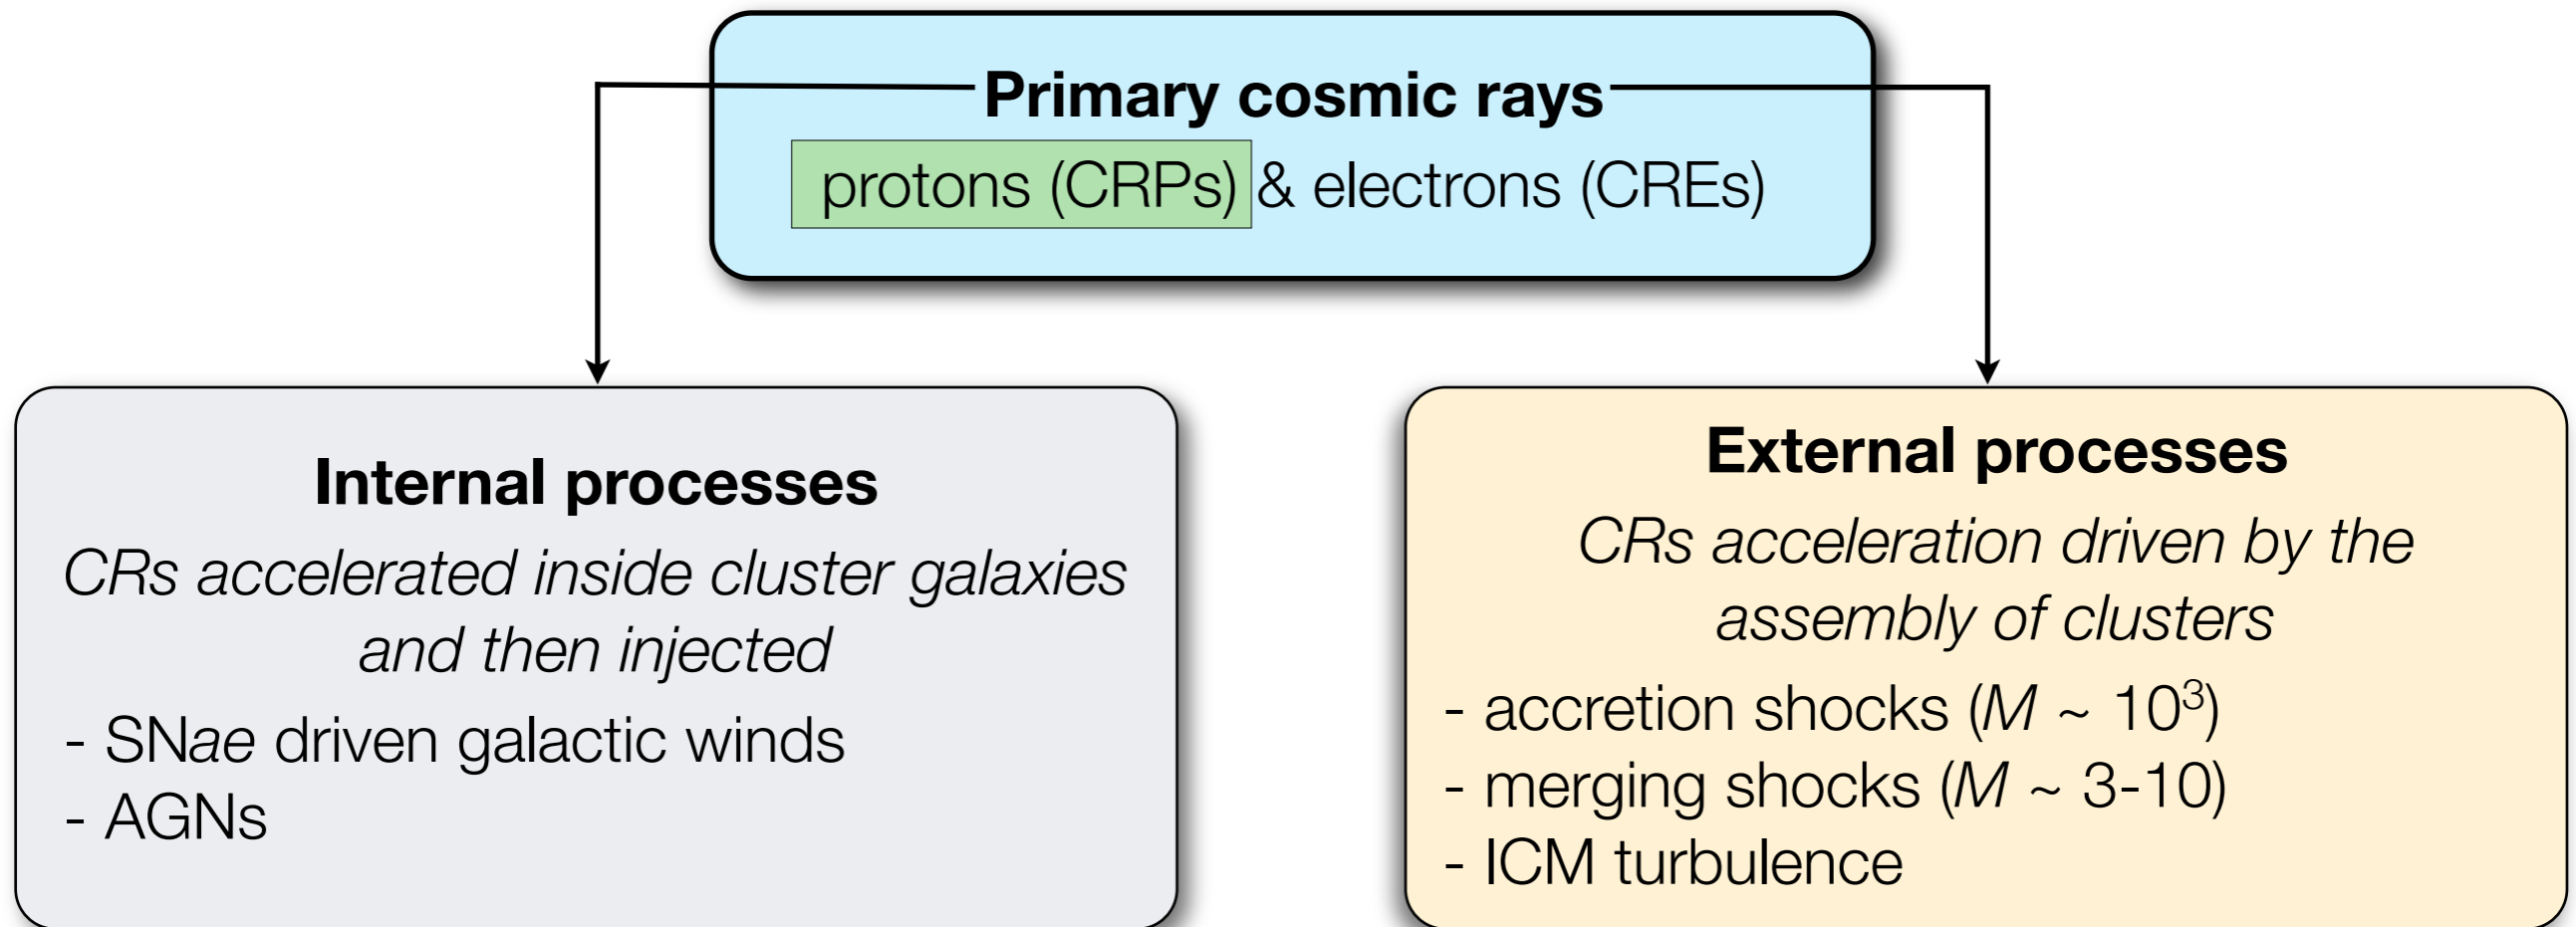 Primary cosmic rays
protons (CRPs) & electrons (CREs)
Internal processes
CRs accelerated inside cluster galaxies
and then injected
- SNae driven galactic winds
- AGNs
External processes
CRs acceleration driven by the
assembly of clusters
- accretion shocks (M ~ 10³)
- merging shocks (M ~ 3-10)
- ICM turbulence